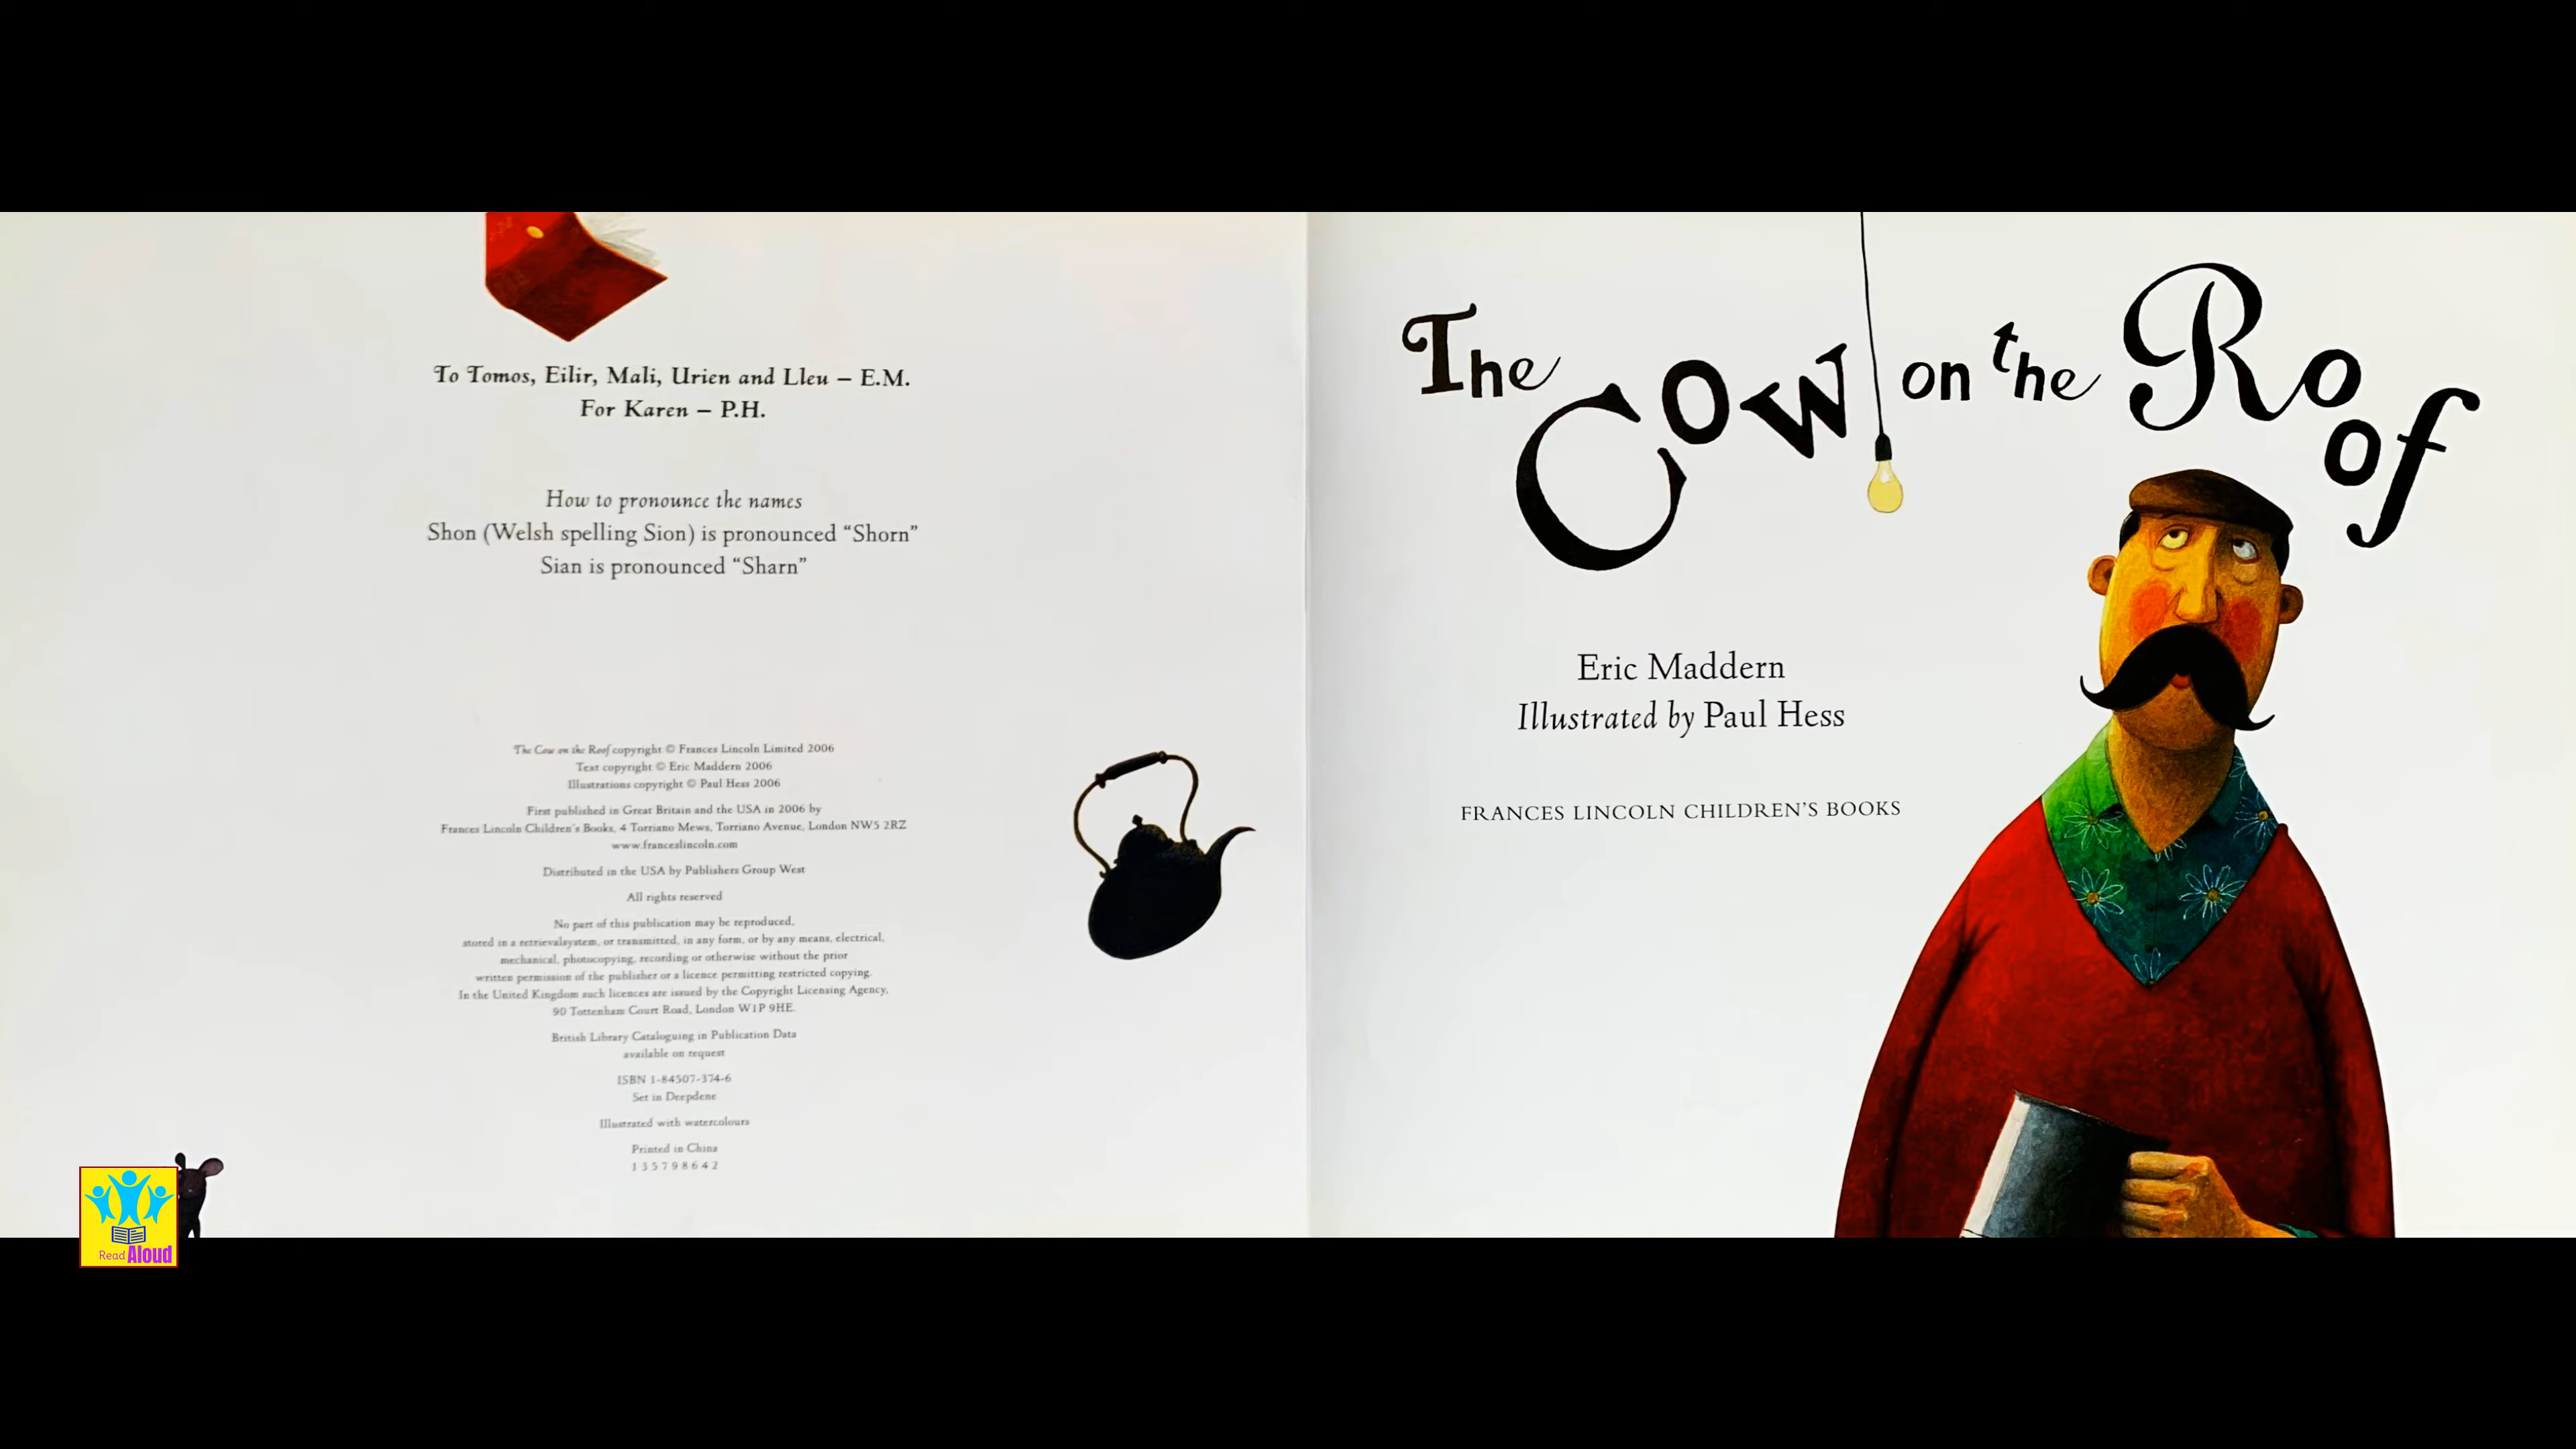 To Tomos, Eilir, Mali, Urien and Lleu – E.M.
For Karen – P.H.
How to pronounce the names
Shon (Welsh spelling Sion) is pronounced “Shorn”
Sian is pronounced “Sharn”
The Cow on the Roof copyright © Frances Lincoln Limited 2006
Text copyright © Eric Maddern 2006
Illustrations copyright © Paul Hess 2006
First published in Great Britain and the USA in 2006 by
Frances Lincoln Children's Books, 4 Torriano Mews, Torriano Avenue, London NW5 2RZ
www.franceslincoln.com
Distributed in the USA by Publishers Group West
All rights reserved
No part of this publication may be reproduced,
stored in a retrievalsystem, or transmitted, in any form, or by any means, electrical,
mechanical, photocopying, recording or otherwise without the prior
written permission of the publisher or a licence permitting restricted copying.
In the United Kingdom such licences are issued by the Copyright Licensing Agency,
90 Tottenham Court Road, London W1P 9HE.
British Library Cataloguing in Publication Data
available on request
ISBN 1-84507-374-6
Set in Deepdene
Illustrated with watercolours
Printed in China
1 3 5 7 9 8 6 4 2
Read Aloud
The Cow on the Roof
Eric Maddern
Illustrated by Paul Hess
FRANCES LINCOLN CHILDREN'S BOOKS